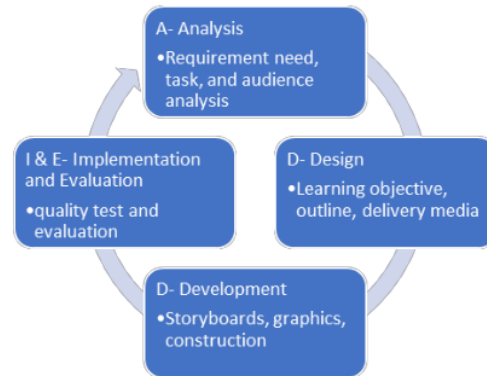 A- Analysis
•Requirement need,
task, and audience
analysis
D- Design
•Learning objective,
outline, delivery media
D- Development
•Storyboards, graphics,
construction
I & E- Implementation
and Evaluation
•quality test and
evaluation